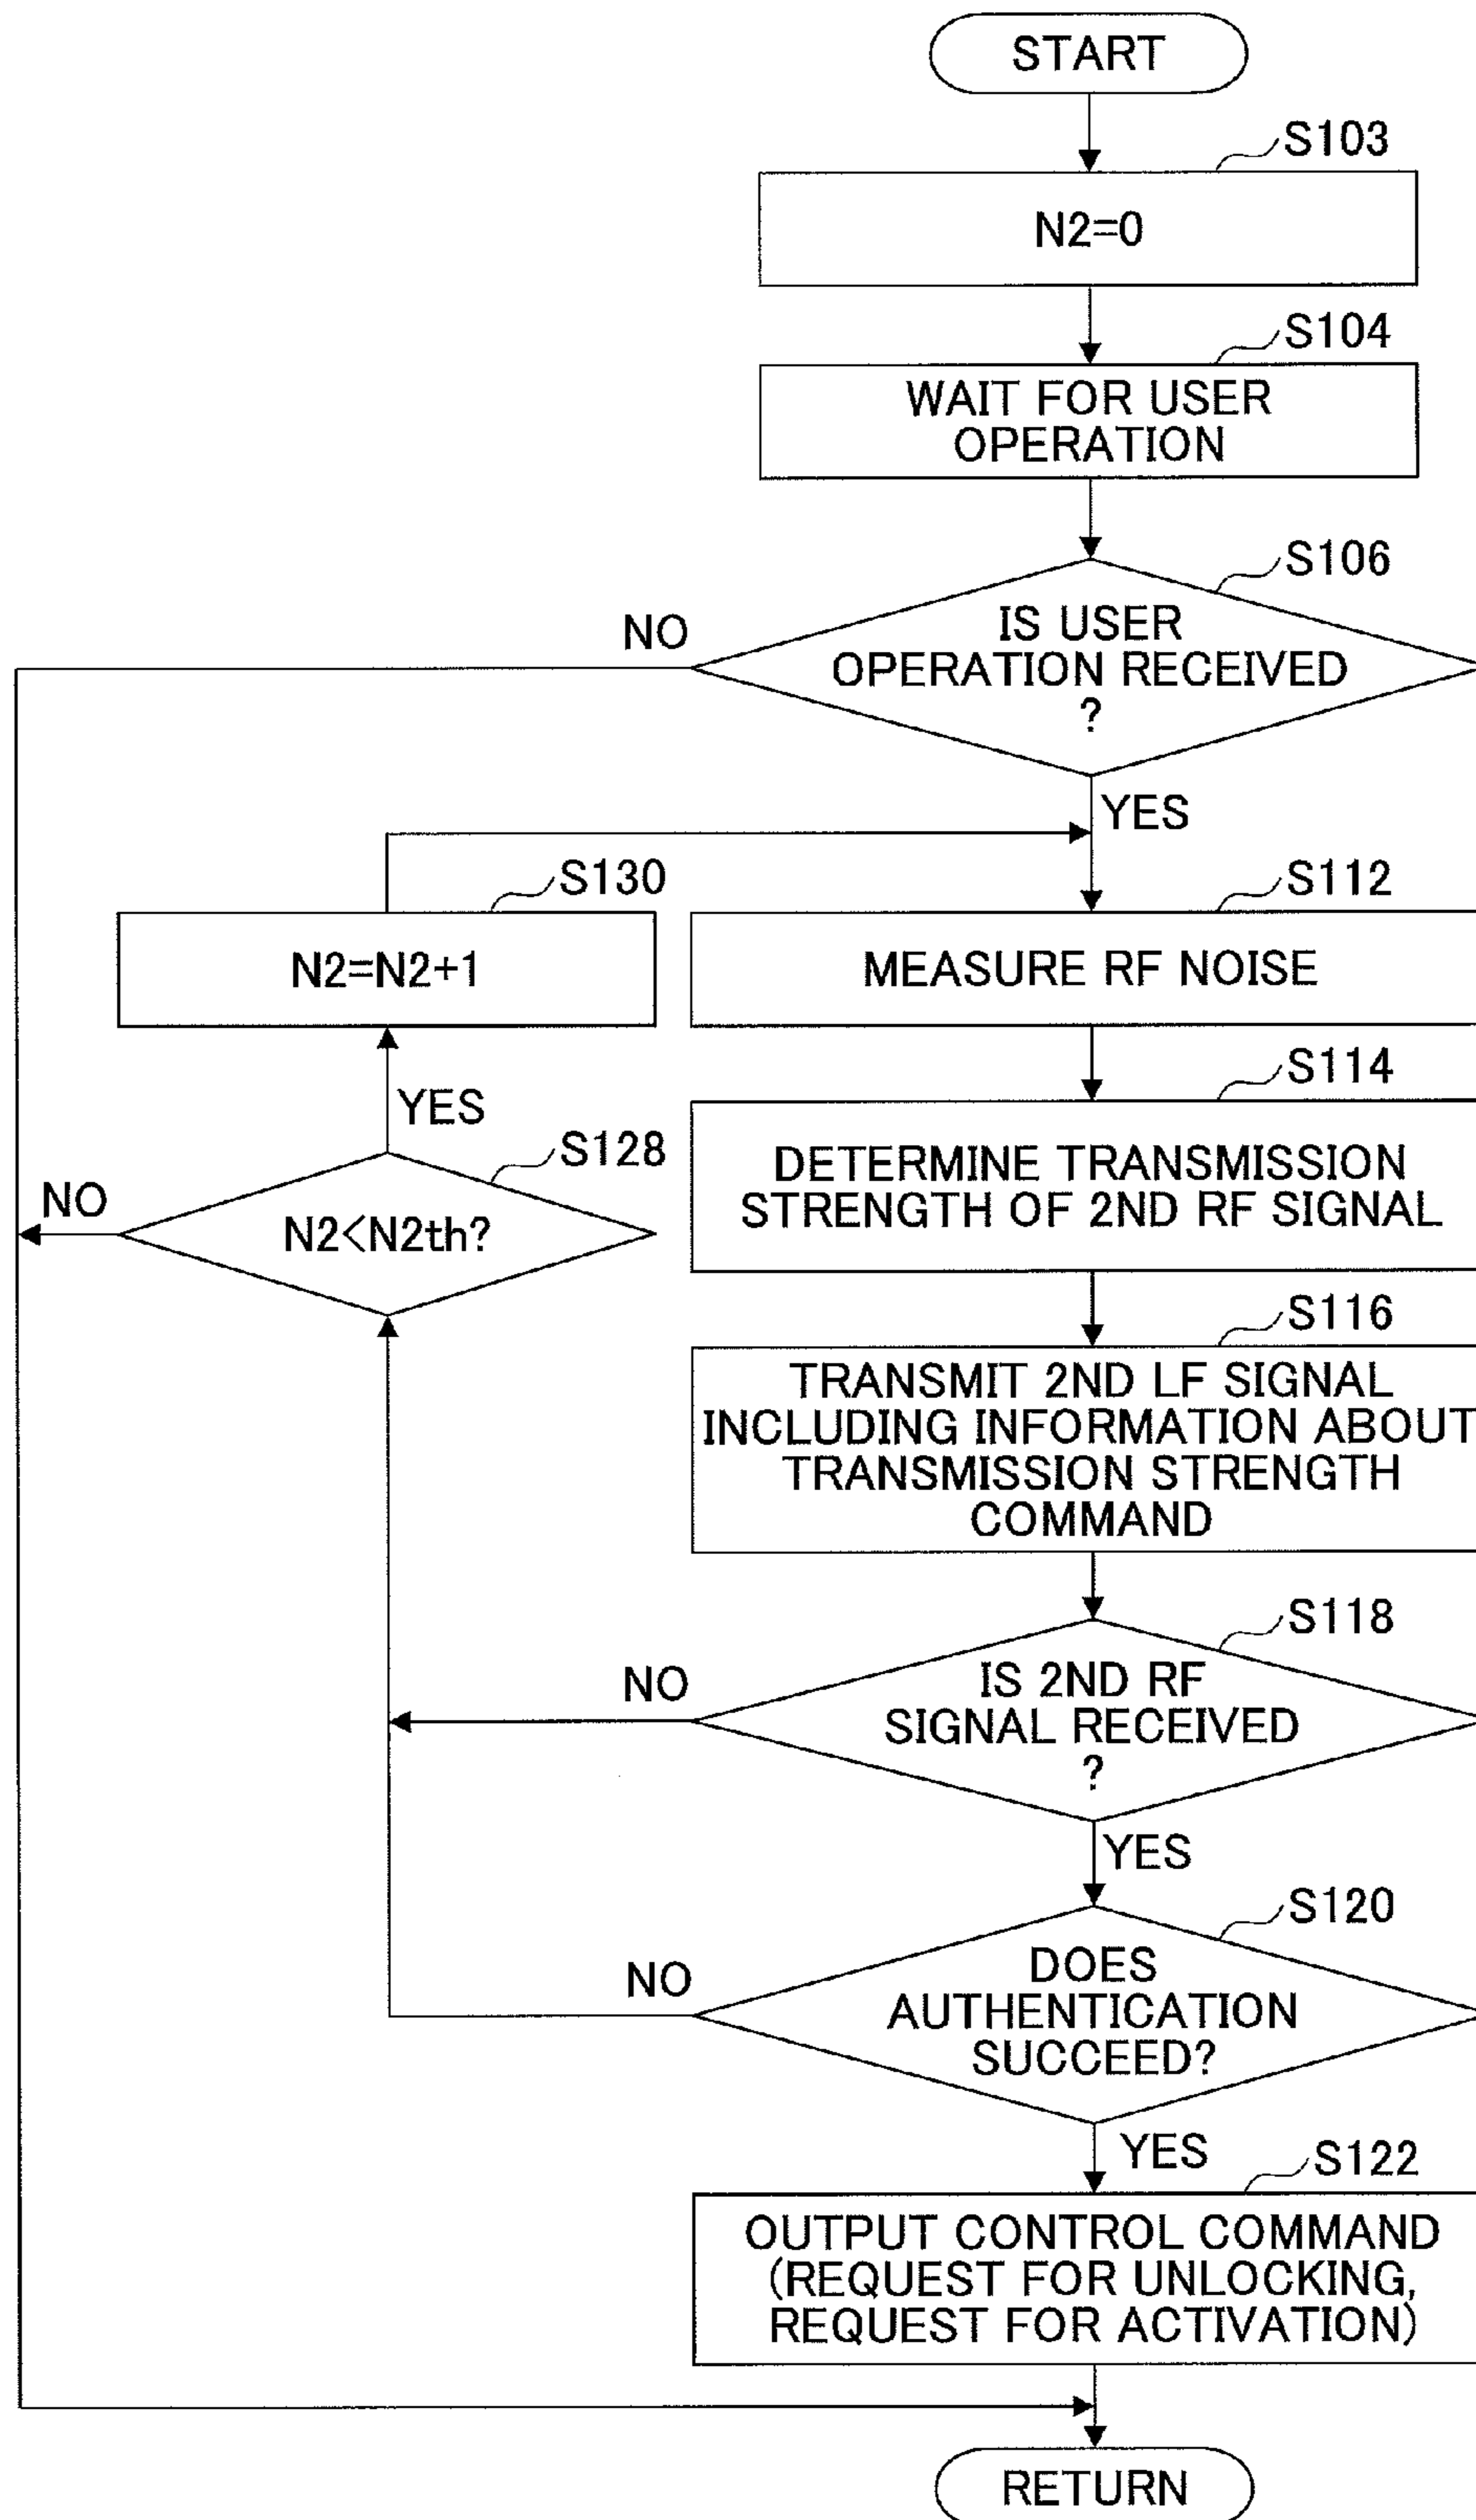 START
S103
N2=0
S104
WAIT FOR USER
OPERATION
S106
IS USER
OPERATION RECEIVED
?
NO
YES
S130
N2=N2+1
S112
MEASURE RF NOISE
YES
S128
N2<N2th?
NO
S114
DETERMINE TRANSMISSION
STRENGTH OF 2ND RF SIGNAL
S116
TRANSMIT 2ND LF SIGNAL
INCLUDING INFORMATION ABOUT
TRANSMISSION STRENGTH
COMMAND
S118
IS 2ND RF
SIGNAL RECEIVED
?
NO
YES
S120
DOES
AUTHENTICATION
SUCCEED?
NO
YES
S122
OUTPUT CONTROL COMMAND
(REQUEST FOR UNLOCKING,
REQUEST FOR ACTIVATION)
RETURN